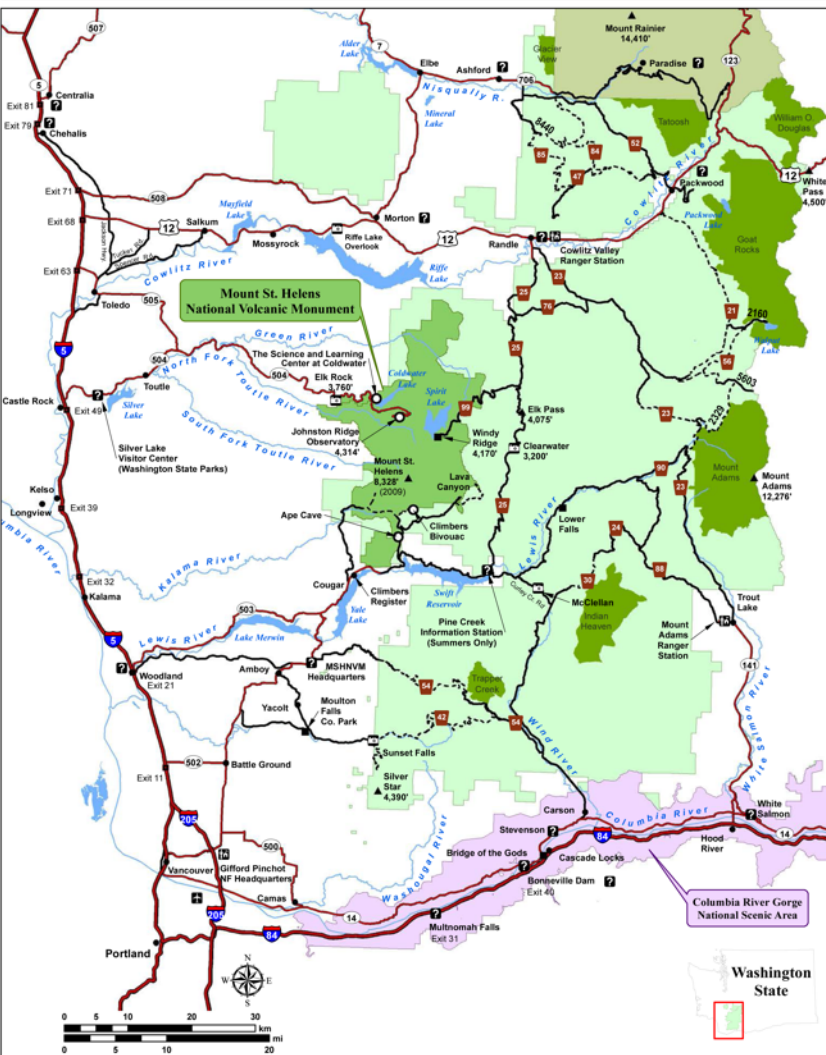 507
7
Mount Rainier
14,410'
123
Alder
Lake
Elbe
Ashford
?
Glacier
View
Paradise
?
706
5
Centralia
Exit 81
?
Exit 79
?
Chehalis
Nisqually R.
Mineral
Lake
8440
Tatoosh
William O.
Douglas
85
84
52
47
Cowlitz River
?
Packwood
12
White
Pass
4,500'
Exit 71
508
Mayfield
Lake
Morton
?
Packwood
Lake
Exit 68
12
Salkum
Mossyrock
Riffe Lake
Overlook
12
Randle
?
Cowlitz Valley
Ranger Station
Goat
Rocks
Jackson Hwy
Exit 63
Cowlitz River
Riffe
Lake
Toledo
505
Mount St. Helens
National Volcanic Monument
23
25
76
21
2160
Walput
Lake
Green River
5
504
North Fork Toutle River
The Science and Learning
Center at Coldwater
504
Elk Rock
3,760'
Coldwater
Lake
25
56
5603
Toutle
Castle Rock
Exit 49
?
Silver
Lake
Spirit
Lake
99
Elk Pass
4,075'
23
2329
South Fork Toutle River
Johnston Ridge
Observatory
4,314'
Windy
Ridge
4,170'
Clearwater
3,200'
Silver Lake
Visitor Center
(Washington State Parks)
Mount St.
Helens
8,328'
(2009)
Lava
Canyon
90
23
Mount
Adams
Mount
Adams
12,276'
Kelso
Longview
Exit 39
25
Columbia River
Ape Cave
Climbers
Bivouac
Lewis River
Lower
Falls
24
Kalama River
Exit 32
Kalama
Cougar
Climbers
Register
Swift
Reservoir
?
88
30
503
Yale
Lake
Curley Cr. Rd
McClellan
Trout
Lake
5
Lewis River
Lake Merwin
Pine Creek
Information Station
(Summers Only)
Indian
Heaven
Mount
Adams
Ranger
Station
?
Woodland
Exit 21
Amboy
?
MSHNVM
Headquarters
54
Trapper
Creek
141
Yacolt
Moulton
Falls
Co. Park
42
54
Wind River
White Salmon River
Exit 11
502
Battle Ground
Sunset Falls
Silver
Star
4,390'
205
Carson
Columbia River
White
Salmon
?
500
Stevenson
?
84
14
Vancouver
Gifford Pinchot
NF Headquarters
Washougal River
Bridge of the Gods
?
Cascade Locks
Hood
River
Camas
Bonneville Dam
?
Exit 40
205
14
Columbia River Gorge
National Scenic Area
Portland
84
Multnomah Falls
Exit 31
N
W
E
S
Washington
State
0 5 10 20 30
km
mi
0 5 10 20